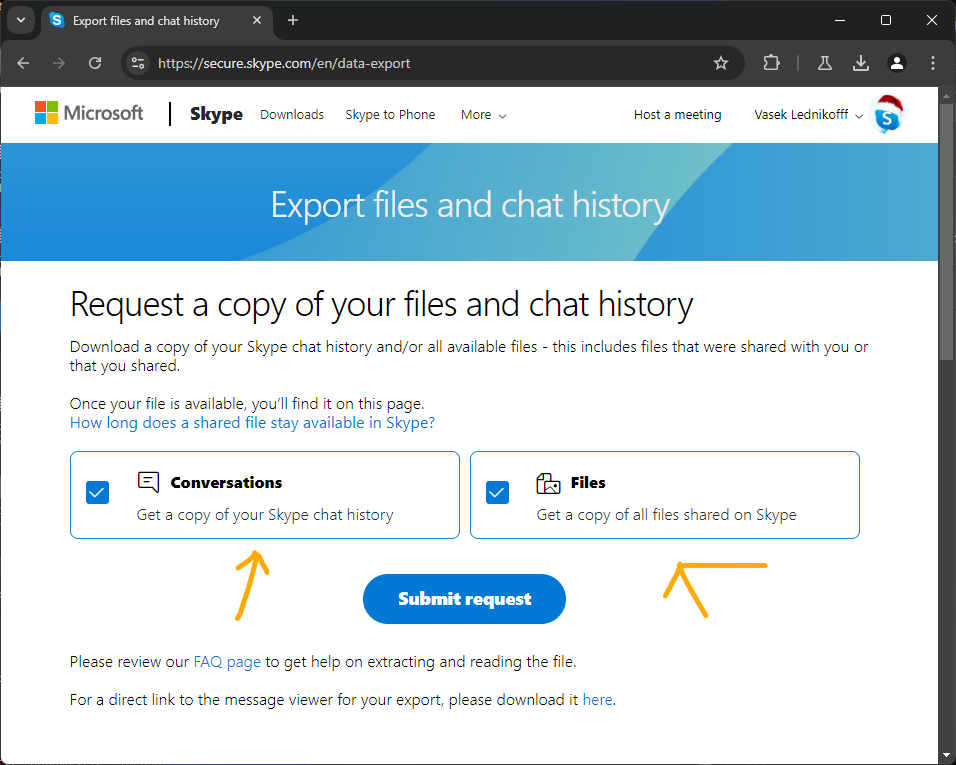 Export files and chat history
https://secure.skype.com/en/data-export
Microsoft Skype Downloads Skype to Phone More Host a meeting Vasek Lednikofff
Export files and chat history
Request a copy of your files and chat history
Download a copy of your Skype chat history and/or all available files - this includes files that were shared with you or
that you shared.
Once your file is available, you’ll find it on this page.
How long does a shared file stay available in Skype?
Conversations
Get a copy of your Skype chat history
Files
Get a copy of all files shared on Skype
Submit request
Please review our FAQ page to get help on extracting and reading the file.
For a direct link to the message viewer for your export, please download it here.